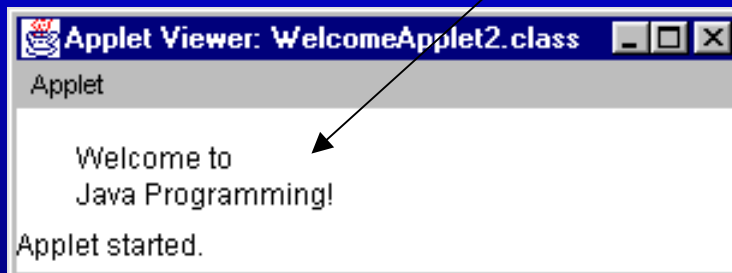 Applet Viewer: WelcomeApplet2.class
Applet
Welcome to
Java Programming!
Applet started.